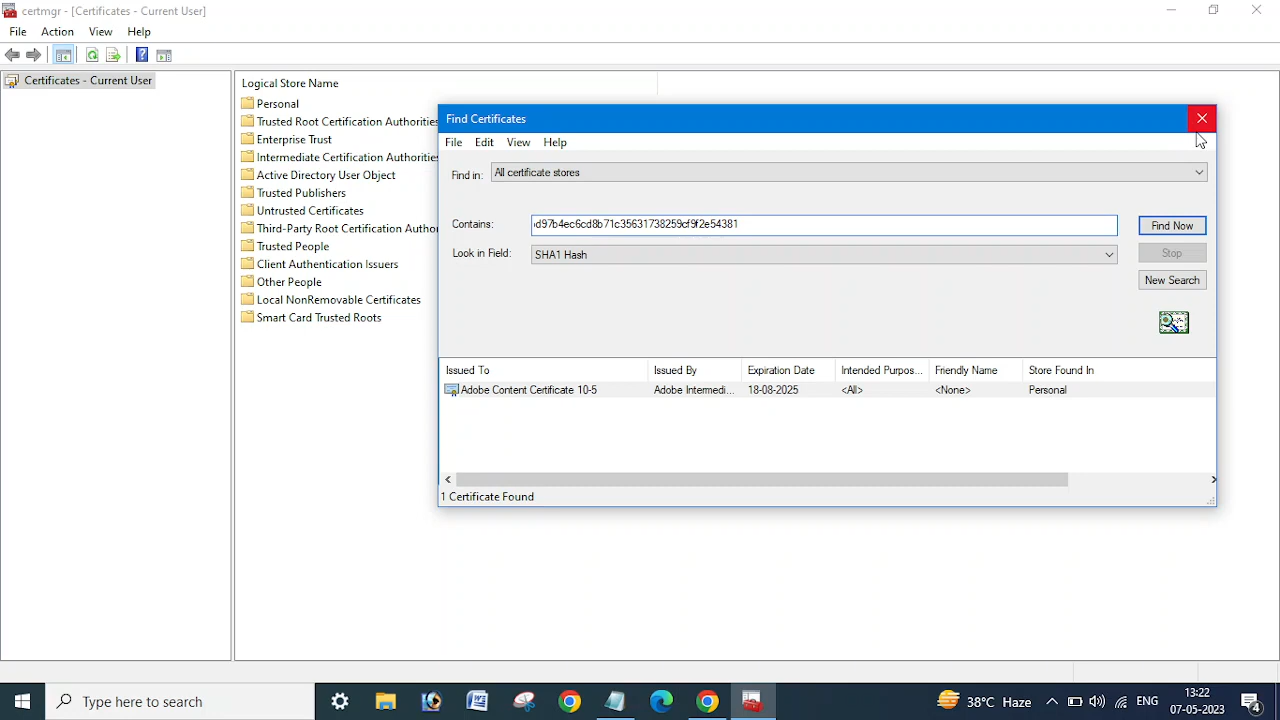 certmgr - [Certificates - Current User]
File Action View Help
Certificates - Current User
Logical Store Name
Personal
Trusted Root Certification Authorities
Enterprise Trust
Intermediate Certification Authorities
Active Directory User Object
Trusted Publishers
Untrusted Certificates
Third-Party Root Certification Autho
Trusted People
Client Authentication Issuers
Other People
Local NonRemovable Certificates
Smart Card Trusted Roots
Find Certificates
File Edit View Help
Find in: All certificate stores
Contains: d97b4ec6cd8b71c35631738259cf9f2e54381 Find Now
Look in Field: SHA1 Hash Stop
New Search
Issued To Issued By Expiration Date Intended Purpos... Friendly Name Store Found In
Adobe Content Certificate 10-5 Adobe Intermedi... 18-08-2025 <All> <None> Personal
1 Certificate Found
Type here to search
38°C Haze ENG 13:22
07-05-2023 4